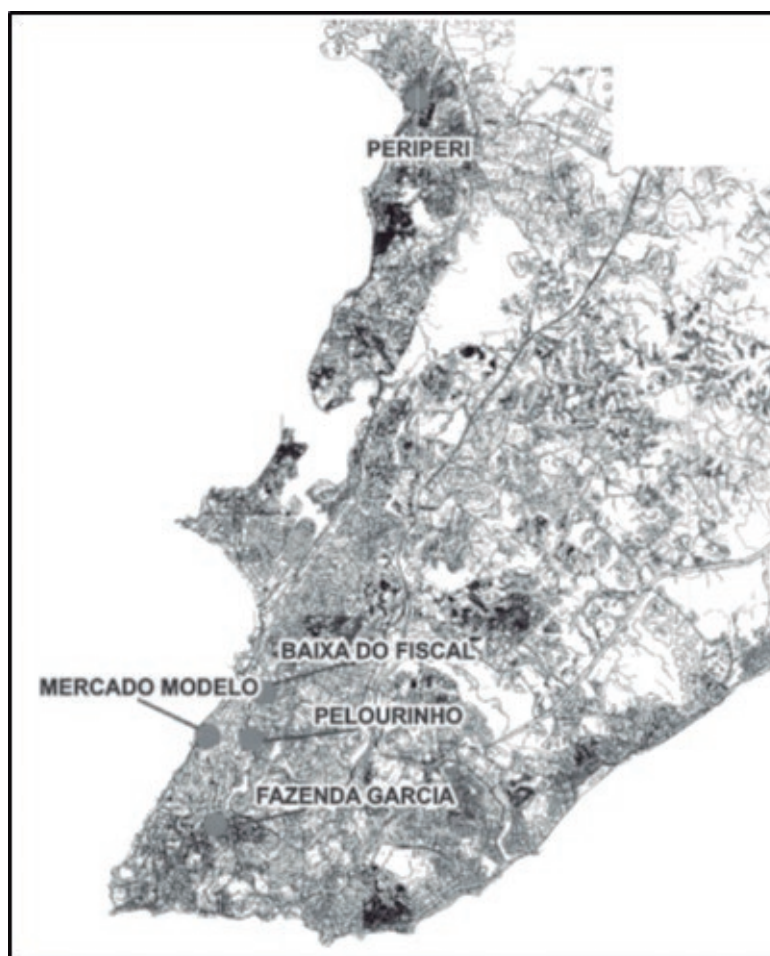 PERIPERI
BAIXA DO FISCAL
MERCADO MODELO
PELOURINHO
FAZENDA GARCIA